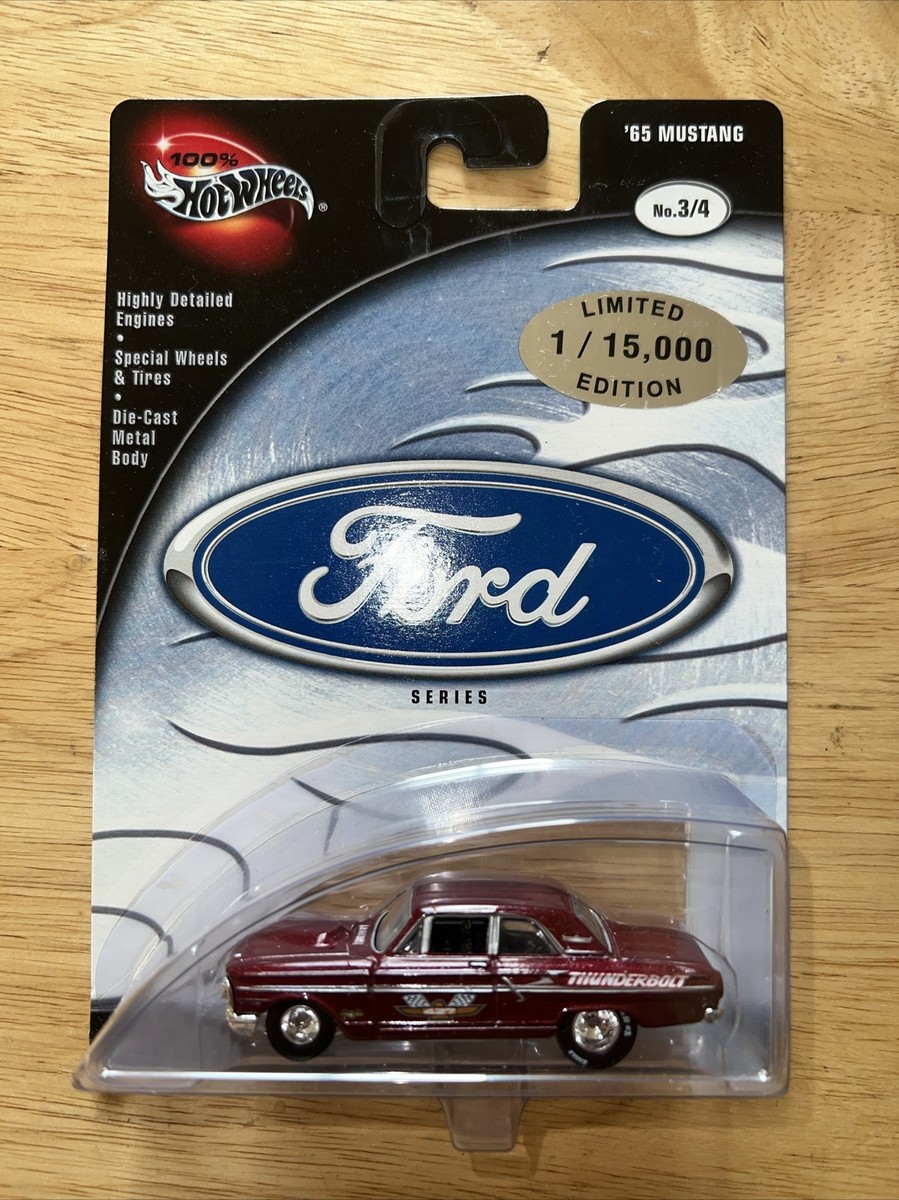 100%
Hot Wheels®
'65 MUSTANG
No.3/4
Highly Detailed
Engines
•
Special Wheels
& Tires
•
Die-Cast
Metal
Body
LIMITED
1 / 15,000
EDITION
Ford
SERIES
THUNDERBOLT